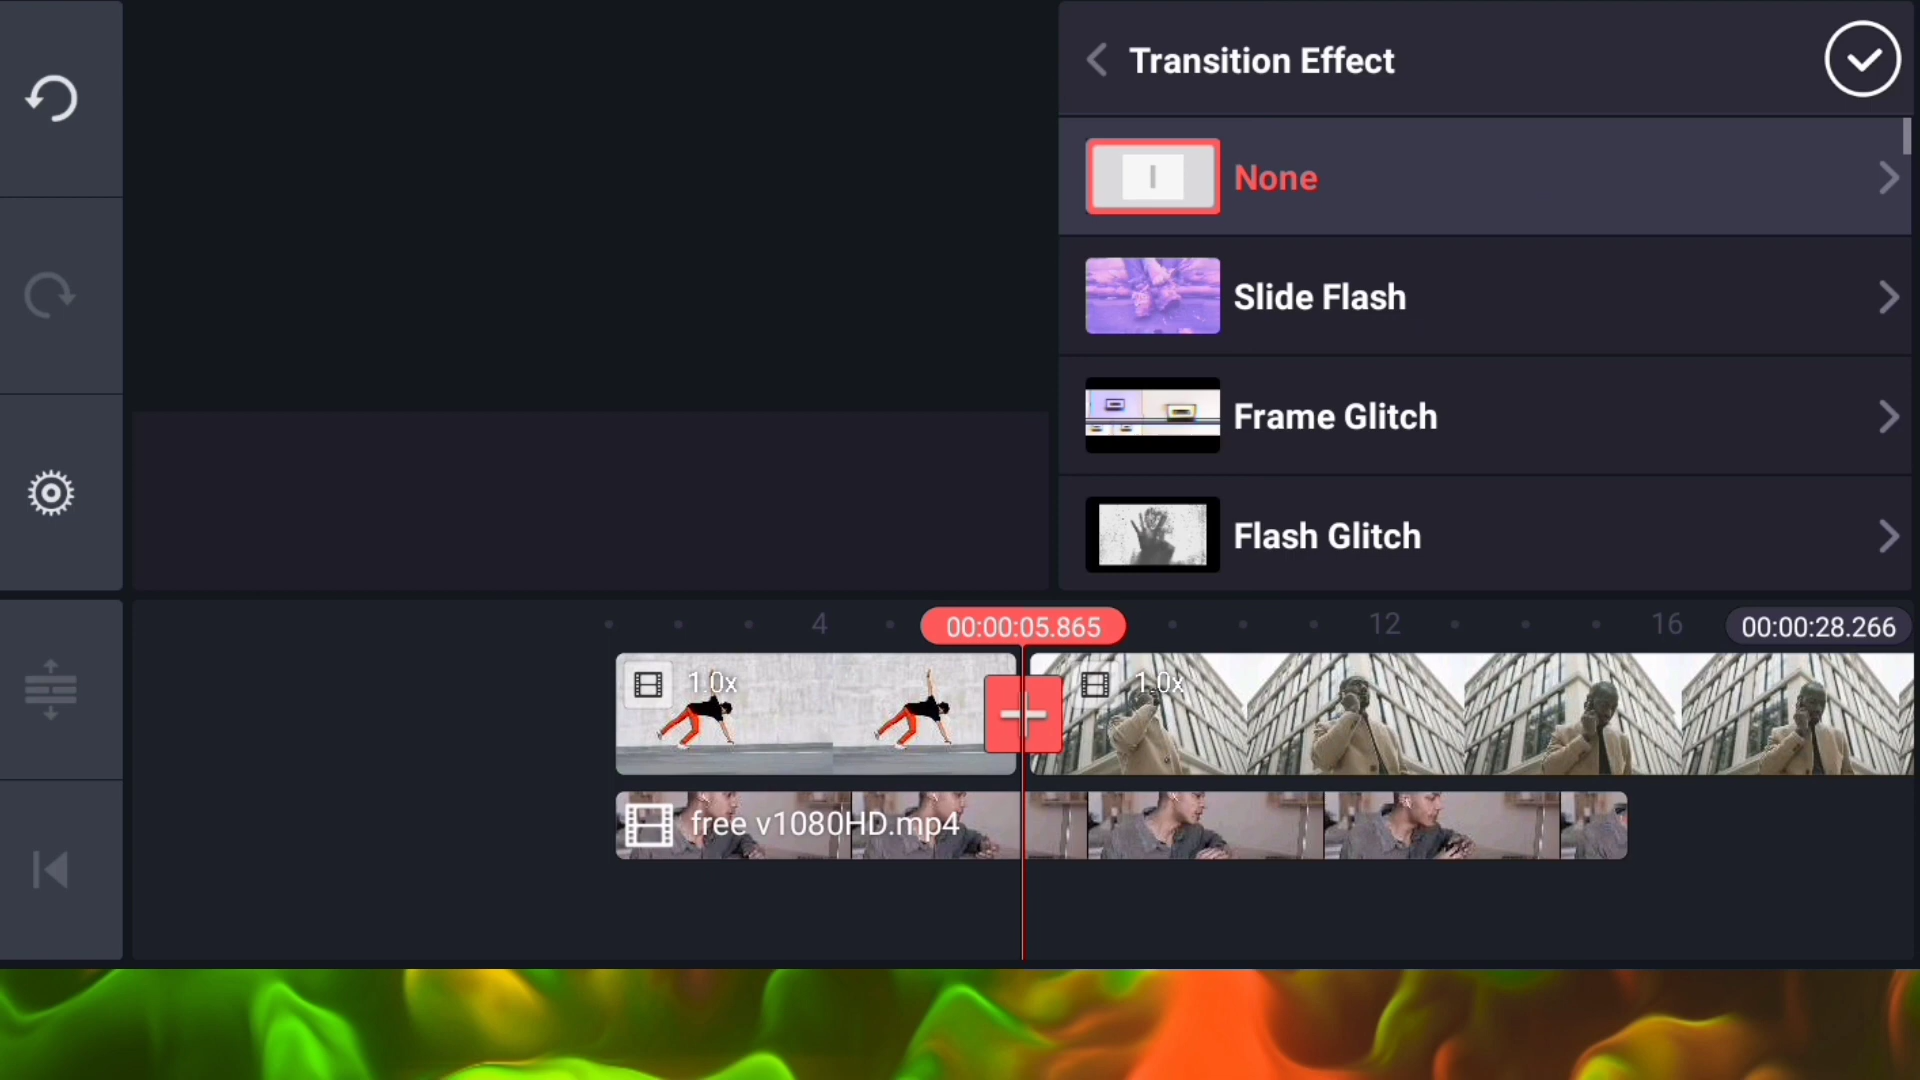 Transition Effect
None
Slide Flash
Frame Glitch
Flash Glitch
4
00:00:05.865
12
16
00:00:28.266
1.0x
1.0x
free v1080HD.mp4